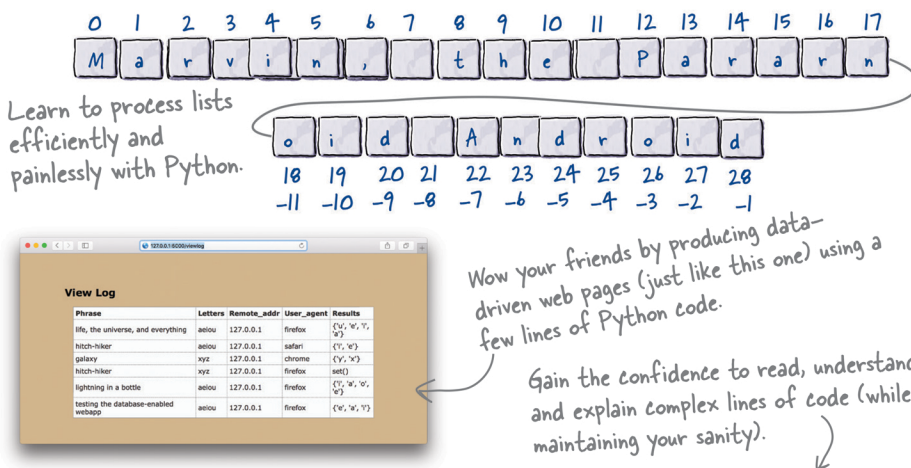 0 1 2 3 4 5 6 7 8 9 10 11 12 13 14 15 16 17
M a r v i n , t h e P a r a r n
Learn to process lists
efficiently and
painlessly with Python.
o i d A n d r o i d
18 19 20 21 22 23 24 25 26 27 28
-11 -10 -9 -8 -7 -6 -5 -4 -3 -2 -1
127.0.0.1:5000/viewlog
View Log
Phrase Letters Remote_addr User_agent Results
life, the universe, and everything aeiou 127.0.0.1 firefox {'u', 'e', 'i',
'a'}
hitch-hiker aeiou 127.0.0.1 safari {'i', 'e'}
galaxy xyz 127.0.0.1 chrome {'y', 'x'}
hitch-hiker xyz 127.0.0.1 firefox set()
lightning in a bottle aeiou 127.0.0.1 firefox {'i', 'a', 'o',
'e'}
testing the database-enabled
webapp aeiou 127.0.0.1 firefox {'e', 'a', 'i'}
Wow your friends by producing data-
driven web pages (just like this one) using a
few lines of Python code.
Gain the confidence to read, understand
and explain complex lines of code (while
maintaining your sanity).